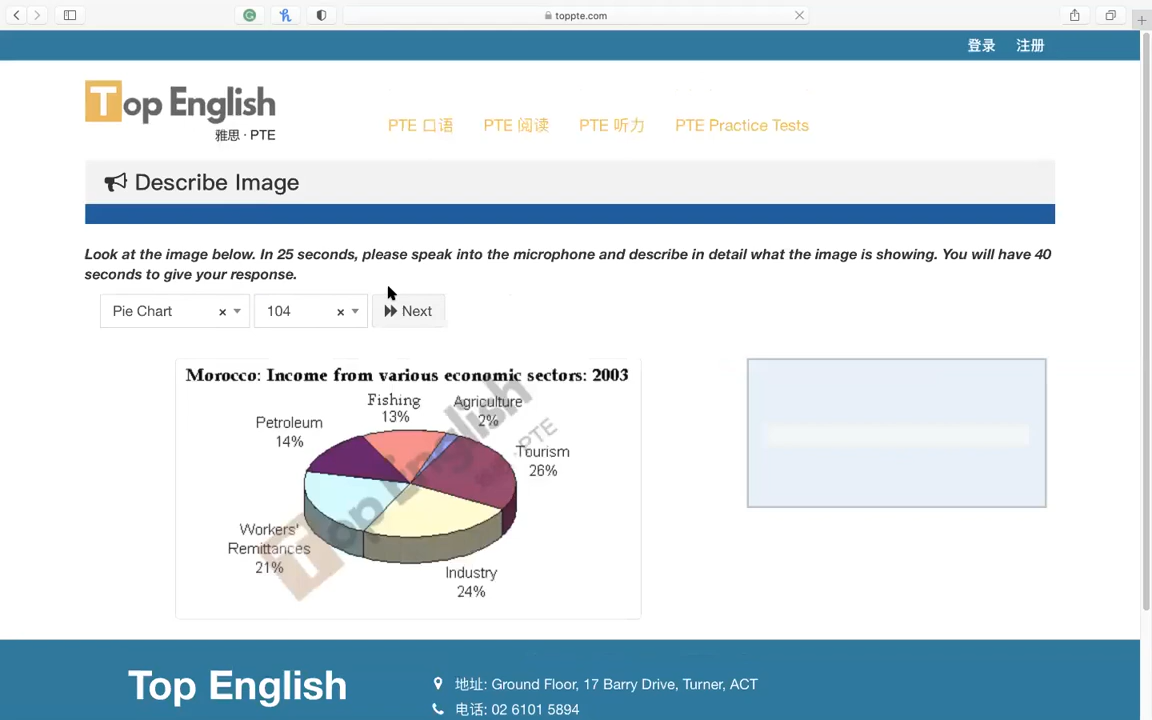 toppte.com
登录 注册
Top English
雅思 · PTE
PTE 口语 PTE 阅读 PTE 听力 PTE Practice Tests
Describe Image
Look at the image below. In 25 seconds, please speak into the microphone and describe in detail what the image is showing. You will have 40
seconds to give your response.
Pie Chart × 104 × Next
Morocco: Income from various economic sectors: 2003
Fishing
13%
Agriculture
2%
Petroleum
14%
Tourism
26%
Workers'
Remittances
21%
Industry
24%
Top English
雅思 · PTE
Top English
地址: Ground Floor, 17 Barry Drive, Turner, ACT
电话: 02 6101 5894